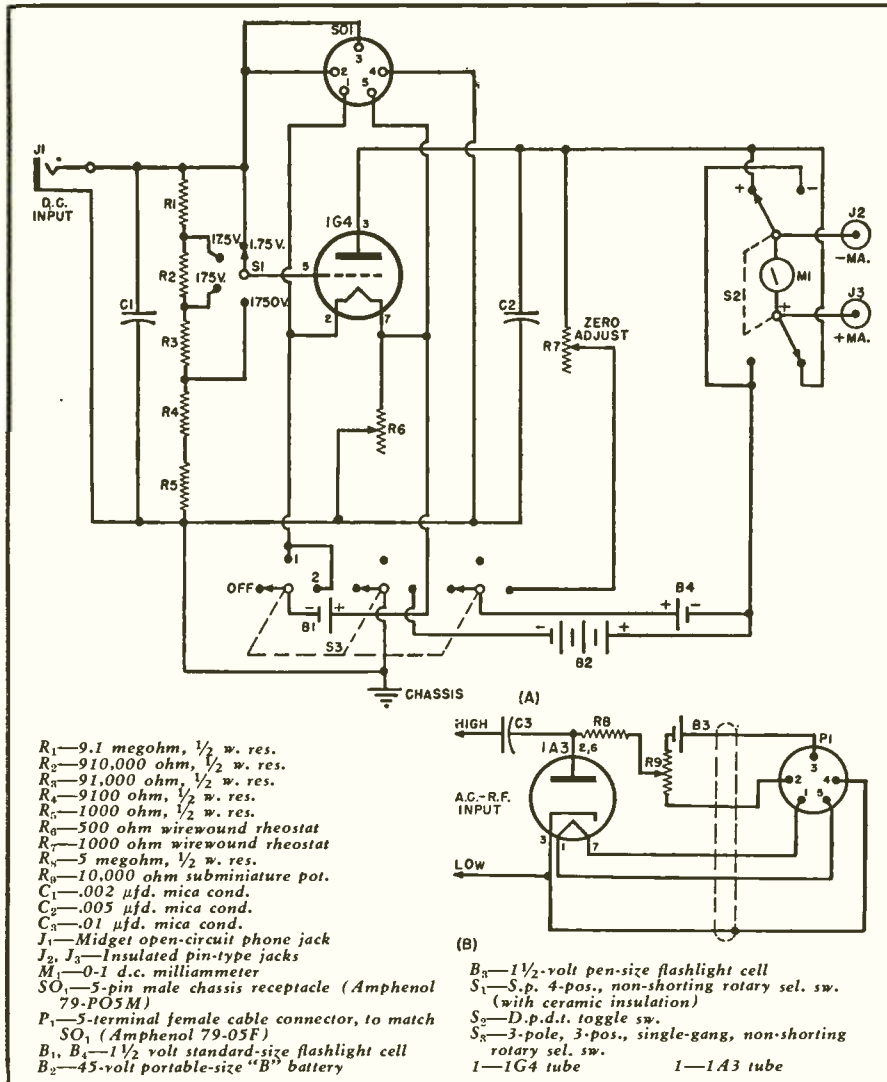 SO1
3
2
4
1
5
J1
D.C.
INPUT
R1
17.5V.
1.75V.
175V.
S1
R2
1750V.
C1
R3
R4
R5
1G4
3
5
2
7
R6
C2
ZERO
ADJUST
R7
+
-
J2
-MA.
M1
S2
+
J3
+MA.
1
OFF
2
-
+
B1
S3
+
B4
-
-
+
B2
CHASSIS
(A)
HIGH
C3
R8
B3
P1
1A3
2,6
R9
3
2
4
1
5
A.C.-R.F.
INPUT
3
1
7
LOW
(B)
R1—9.1 megohm, 1/2 w. res.
R2—910,000 ohm, 1/2 w. res.
R3—91,000 ohm, 1/2 w. res.
R4—9100 ohm, 1/2 w. res.
R5—1000 ohm, 1/2 w. res.
R6—500 ohm wirewound rheostat
R7—1000 ohm wirewound rheostat
R8—5 megohm, 1/2 w. res.
R9—10,000 ohm subminiature pot.
C1—.002 μfd. mica cond.
C2—.005 μfd. mica cond.
C3—.01 μfd. mica cond.
J1—Midget open-circuit phone jack
J2, J3—Insulated pin-type jacks
M1—0-1 d.c. milliammeter
SO1—5-pin male chassis receptacle (Amphenol
79-PO5M)
P1—5-terminal female cable connector, to match
SO1 (Amphenol 79-05F)
B1, B4—1 1/2 volt standard-size flashlight cell
B2—45-volt portable-size "B" battery
B3—1 1/2-volt pen-size flashlight cell
S1—S.p. 4-pos., non-shorting rotary sel. sw.
(with ceramic insulation)
S2—D.p.d.t. toggle sw.
S3—3-pole, 3-pos., single-gang, non-shorting
rotary sel. sw.
1—1G4 tube 1—1A3 tube